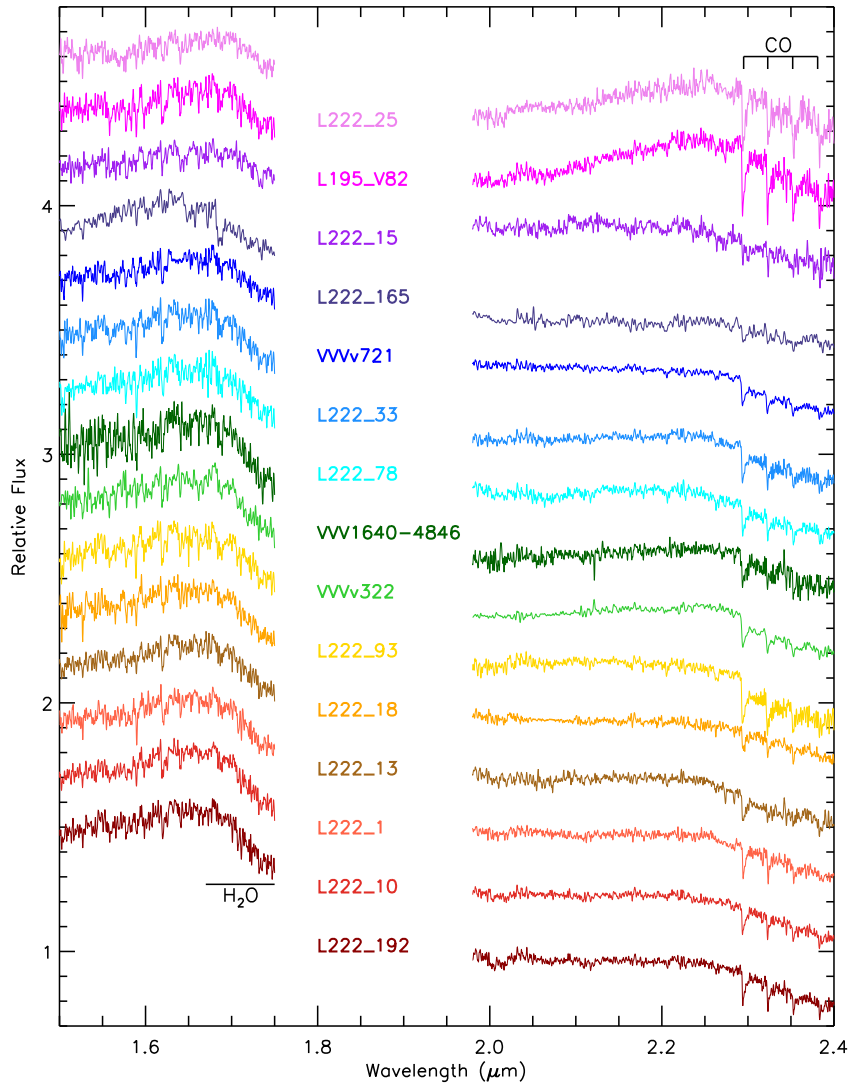 CO
L222_25
L195_V82
4
L222_15
L222_165
VVVv721
L222_33
3
L222_78
VVV1640-4846
VVVv322
L222_93
2
L222_18
L222_13
L222_1
L222_10
H₂O
L222_192
1
Relative Flux
1.6 1.8 2.0 2.2 2.4
Wavelength (μm)